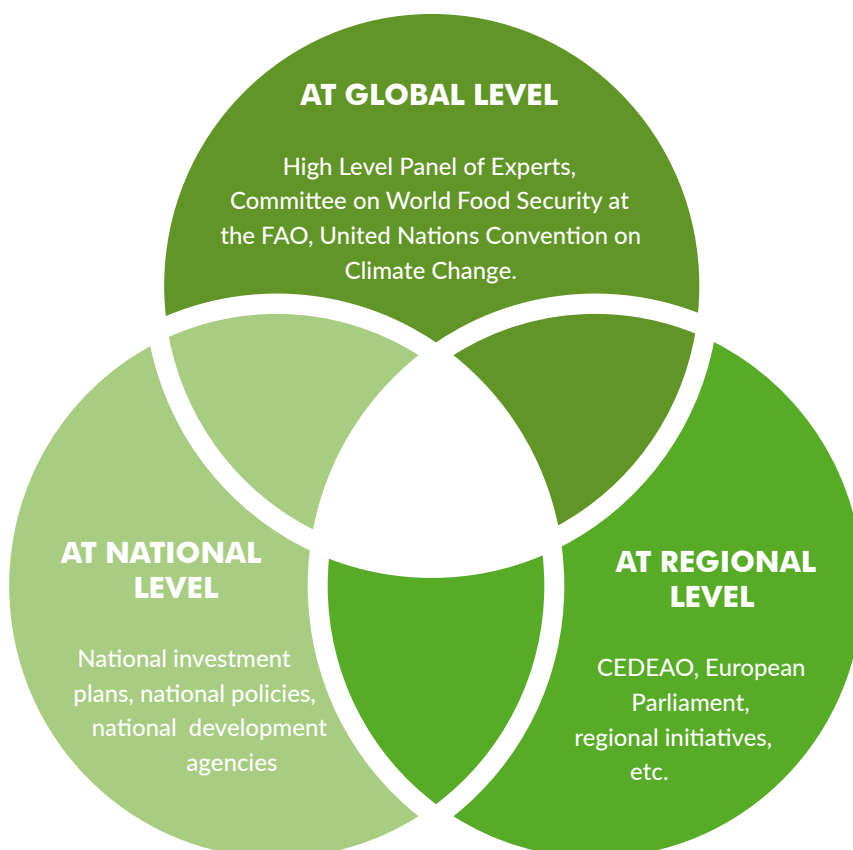 AT GLOBAL LEVEL
High Level Panel of Experts,
Committee on World Food Security at
the FAO, United Nations Convention on
Climate Change.
AT NATIONAL
LEVEL
National investment
plans, national policies,
national  development
agencies
AT REGIONAL
LEVEL
CEDEAO, European
Parliament,
regional initiatives,
etc.